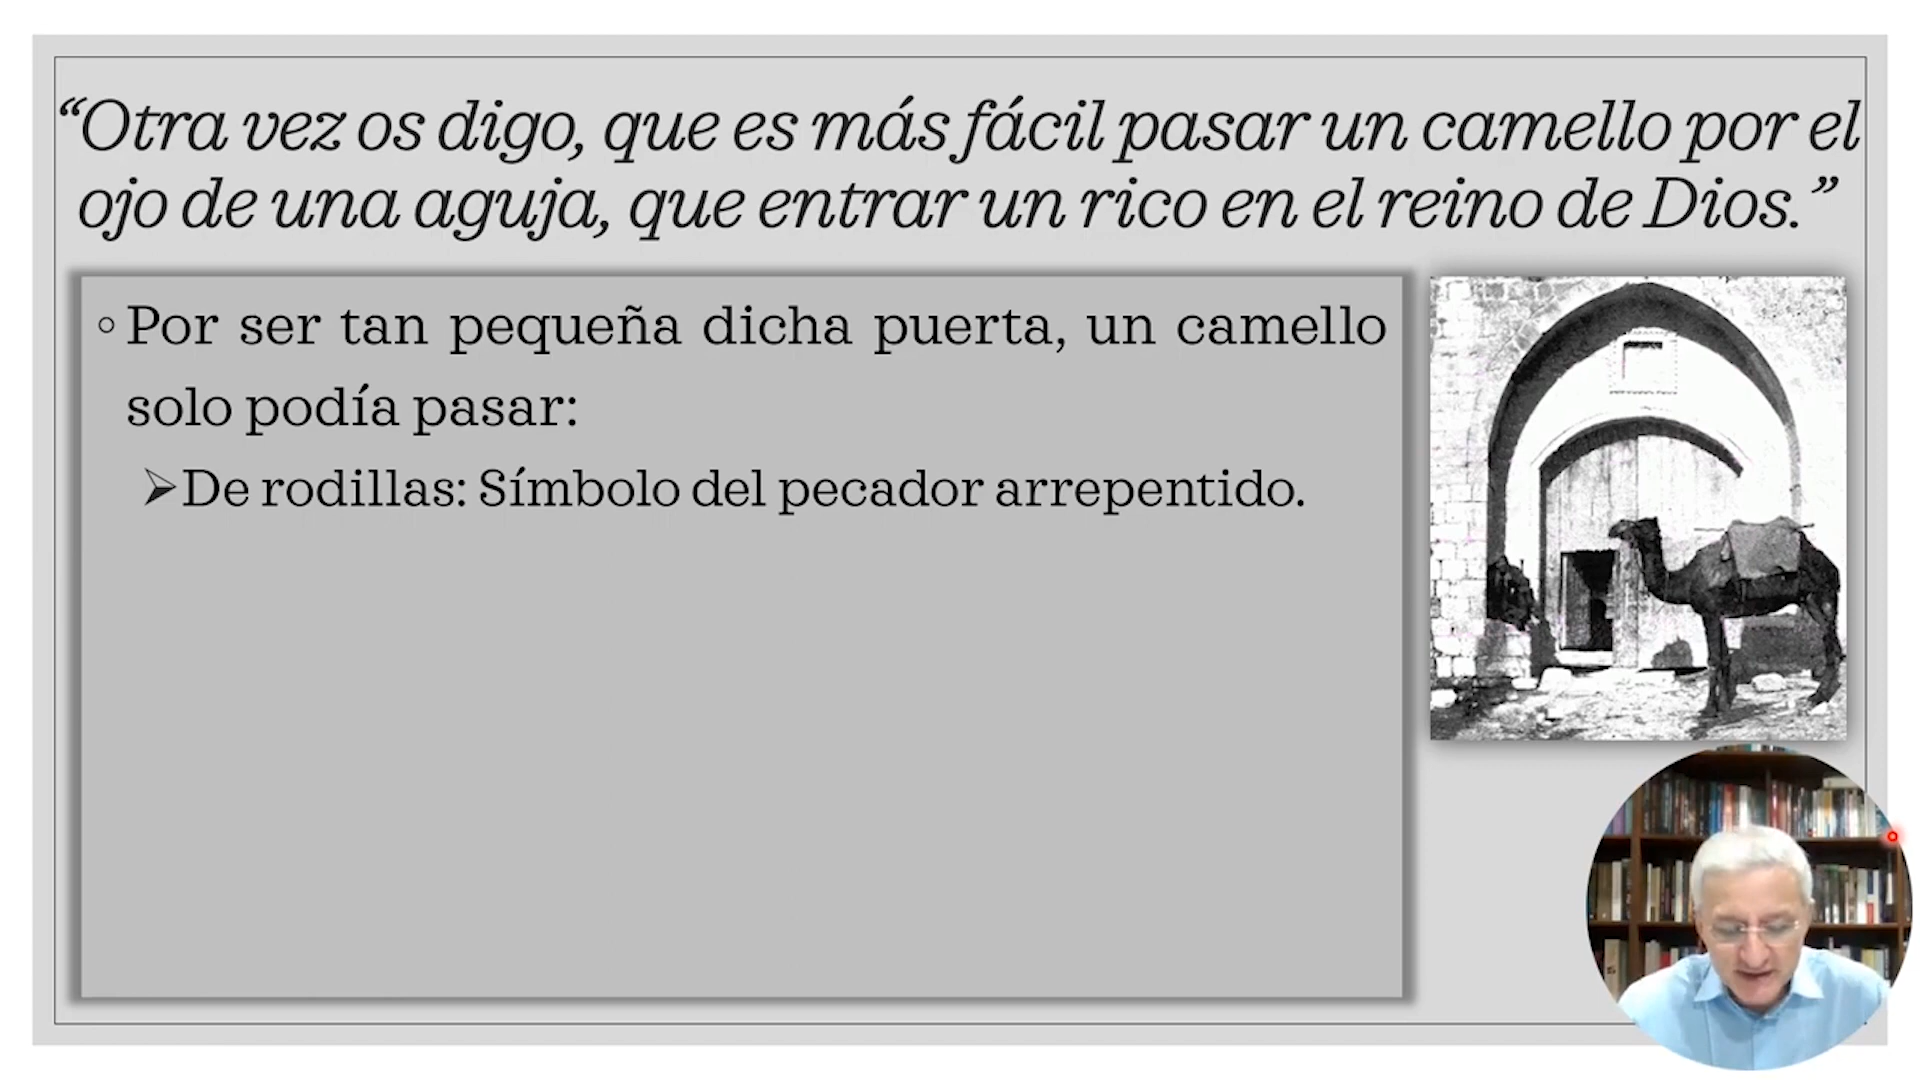 “Otra vez os digo, que es más fácil pasar un camello por el
ojo de una aguja, que entrar un rico en el reino de Dios.”
◦Por ser tan pequeña dicha puerta, un camello
solo podía pasar:
➢De rodillas: Símbolo del pecador arrepentido.